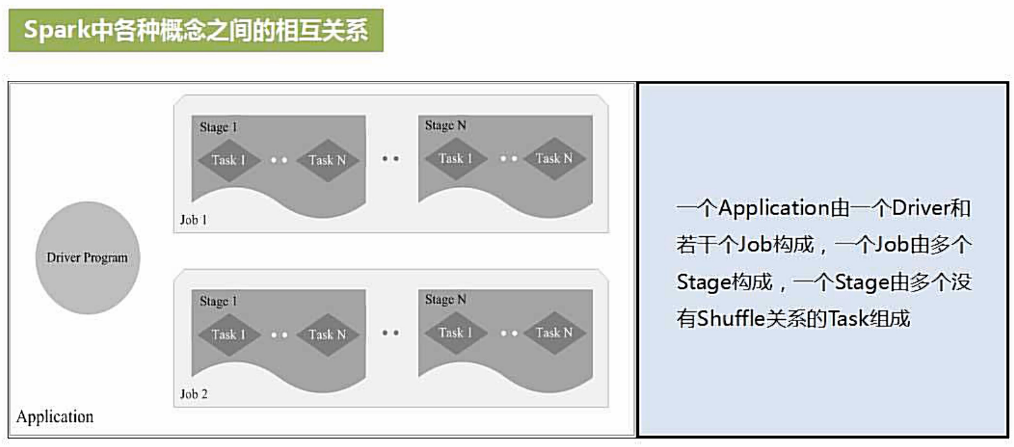 Spark中各种概念之间的相互关系
Stage 1
Task 1
Task N
Stage N
Task 1
Task N
Job 1
Driver Program
Stage 1
Task 1
Task N
Stage N
Task 1
Task N
Job 2
Application
一个Application由一个Driver和
若干个Job构成，一个Job由多个
Stage构成，一个Stage由多个没
有Shuffle关系的Task组成